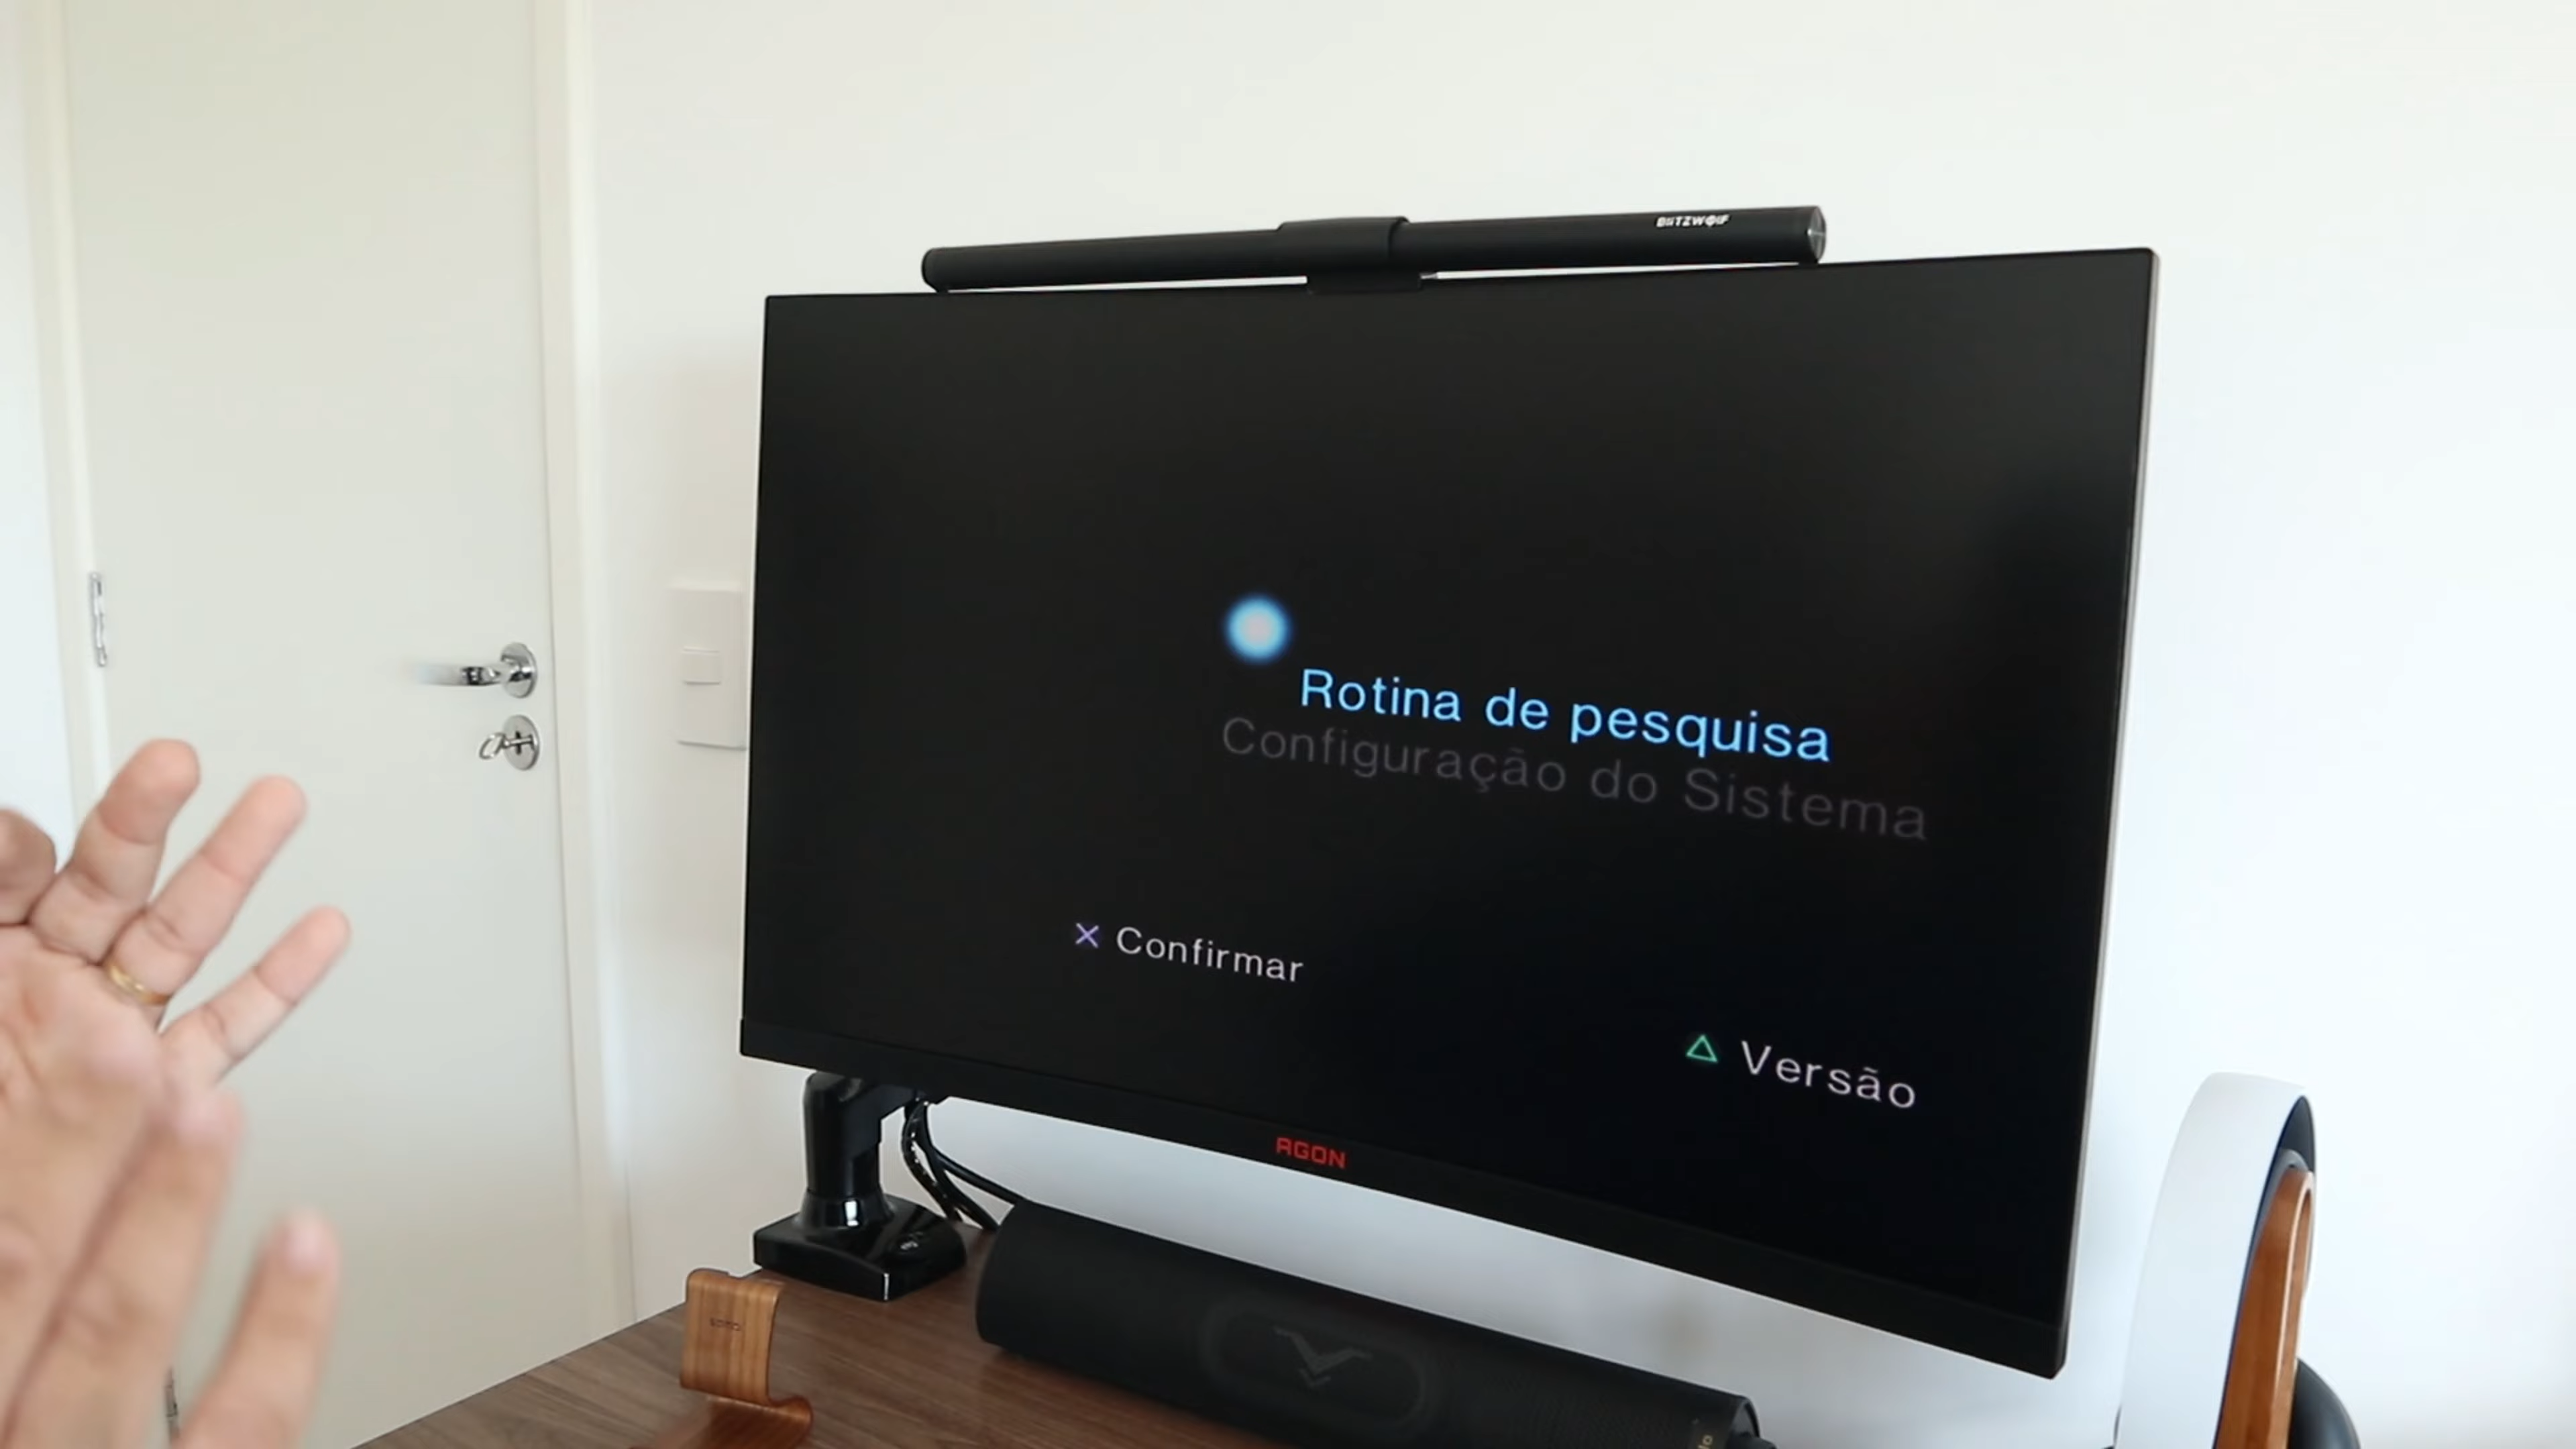 BLiTZWOLF
Rotina de pesquisa
Configuração do Sistema
Confirmar
Versão
AGON